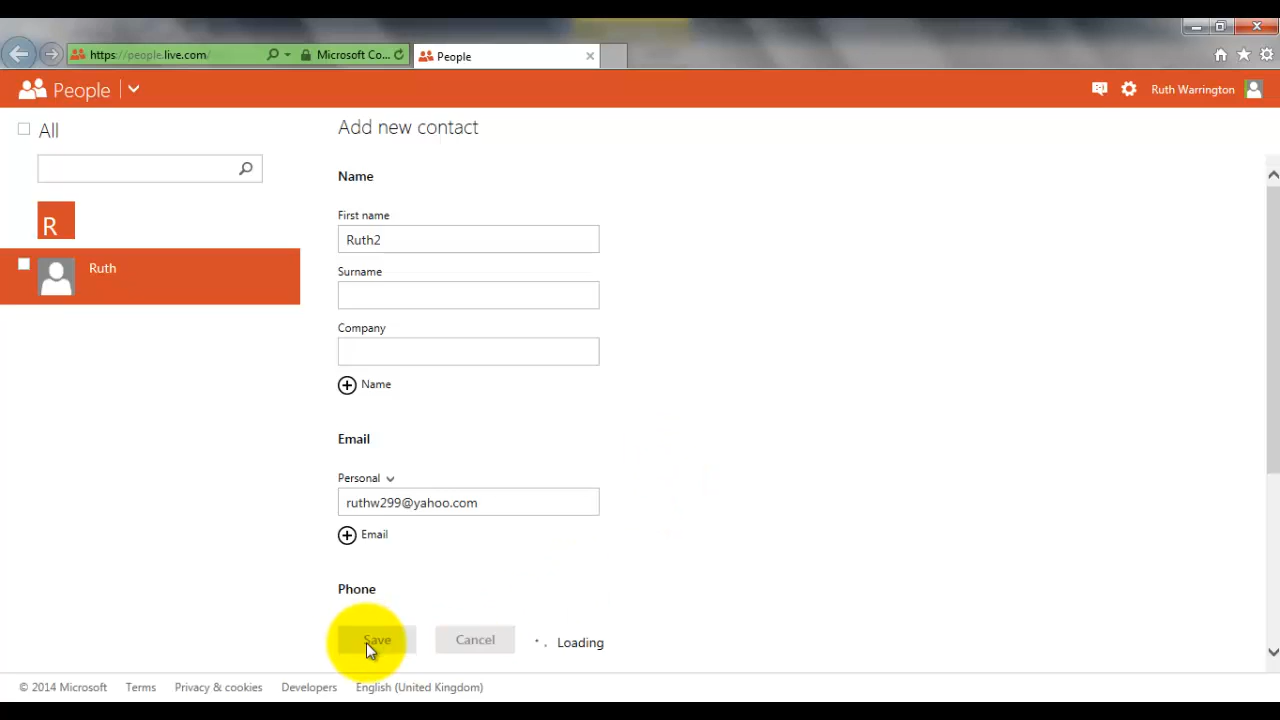 https://people.live.com/
Microsoft Co...
People
People
Ruth Warrington
All
Add new contact
Name
First name
R
Ruth2
Ruth
Surname
Company
Name
Email
Personal
ruthw299@yahoo.com
Email
Phone
Save
Cancel
Loading
© 2014 Microsoft
Terms
Privacy & cookies
Developers
English (United Kingdom)